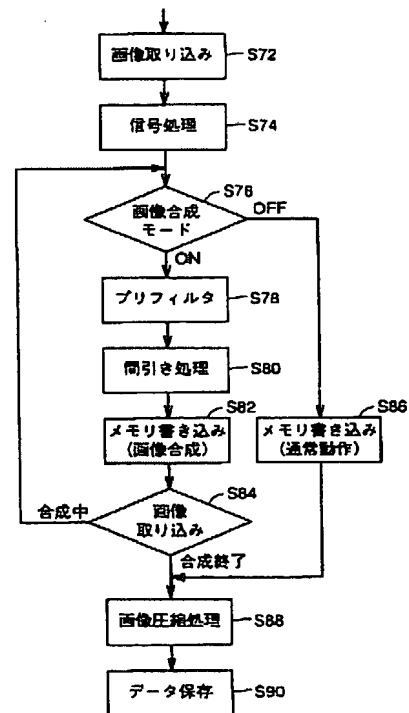 画像取り込み
S72
信号処理
S74
画像合成
モード
S76
OFF
ON
プリフィルタ
S78
間引き処理
S80
メモリ書き込み
(画像合成)
S82
メモリ書き込み
(通常動作)
S86
画像
取り込み
S84
合成中
合成終了
画像圧縮処理
S88
データ保存
S90